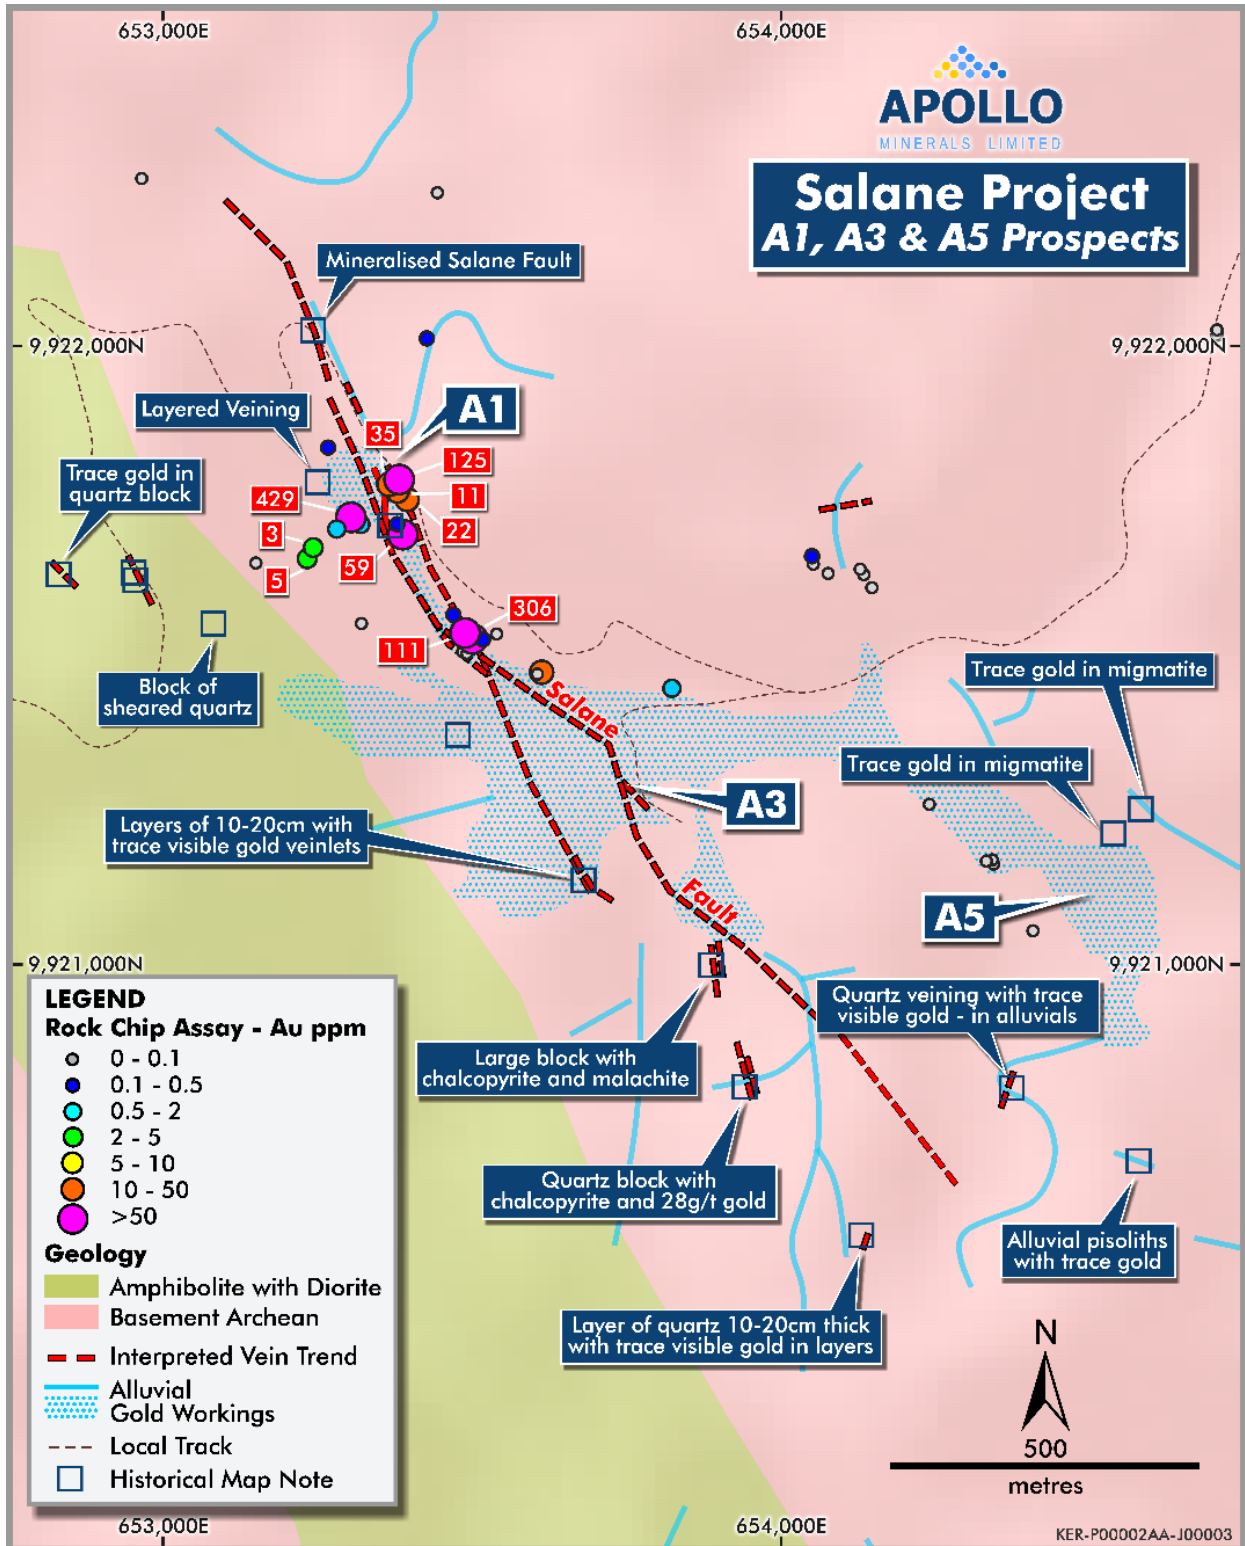 653,000E
654,000E
APOLLO
MINERALS LIMITED
Salane Project
A1, A3 & A5 Prospects
Mineralised Salane Fault
9,922,000N
9,922,000N
Layered Veining
A1
35
125
Trace gold in
quartz block
429
11
3
22
5
59
306
111
Block of
sheared quartz
Salane
Trace gold in migmatite
Trace gold in migmatite
A3
Layers of 10-20cm with
trace visible gold veinlets
Fault
A5
9,921,000N
9,921,000N
Quartz veining with trace
visible gold - in alluvials
Large block with
chalcopyrite and malachite
Quartz block with
chalcopyrite and 28g/t gold
Alluvial pisoliths
with trace gold
Layer of quartz 10-20cm thick
with trace visible gold in layers
LEGEND
Rock Chip Assay - Au ppm
0 - 0.1
0.1 - 0.5
0.5 - 2
2 - 5
5 - 10
10 - 50
>50
Geology
Amphibolite with Diorite
Basement Archean
Interpreted Vein Trend
Alluvial
Gold Workings
Local Track
Historical Map Note
N
500
metres
653,000E
654,000E
KER-P00002AA-J00003